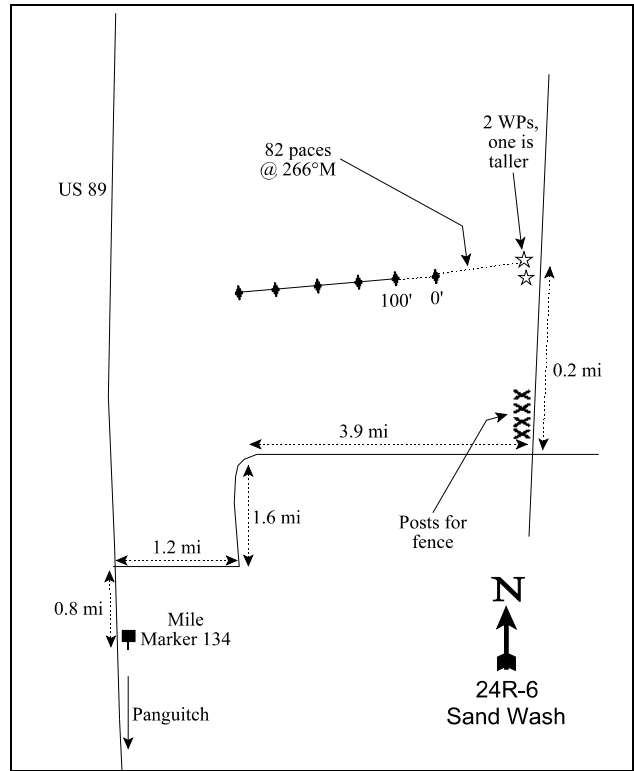 2 WPs,
one is
taller
82 paces
@ 266°M
US 89
100'
0'
0.2 mi
3.9 mi
1.6 mi
Posts for
fence
1.2 mi
0.8 mi
Mile
Marker 134
N
Panguitch
24R-6
Sand Wash